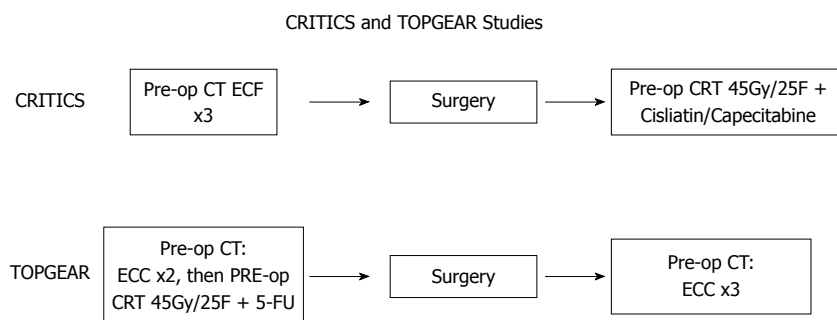 CRITICS and TOPGEAR Studies
CRITICS
Pre-op CT ECF
x3
Surgery
Pre-op CRT 45Gy/25F +
Cisliatin/Capecitabine
TOPGEAR
Pre-op CT:
ECC x2, then PRE-op
CRT 45Gy/25F + 5-FU
Surgery
Pre-op CT:
ECC x3